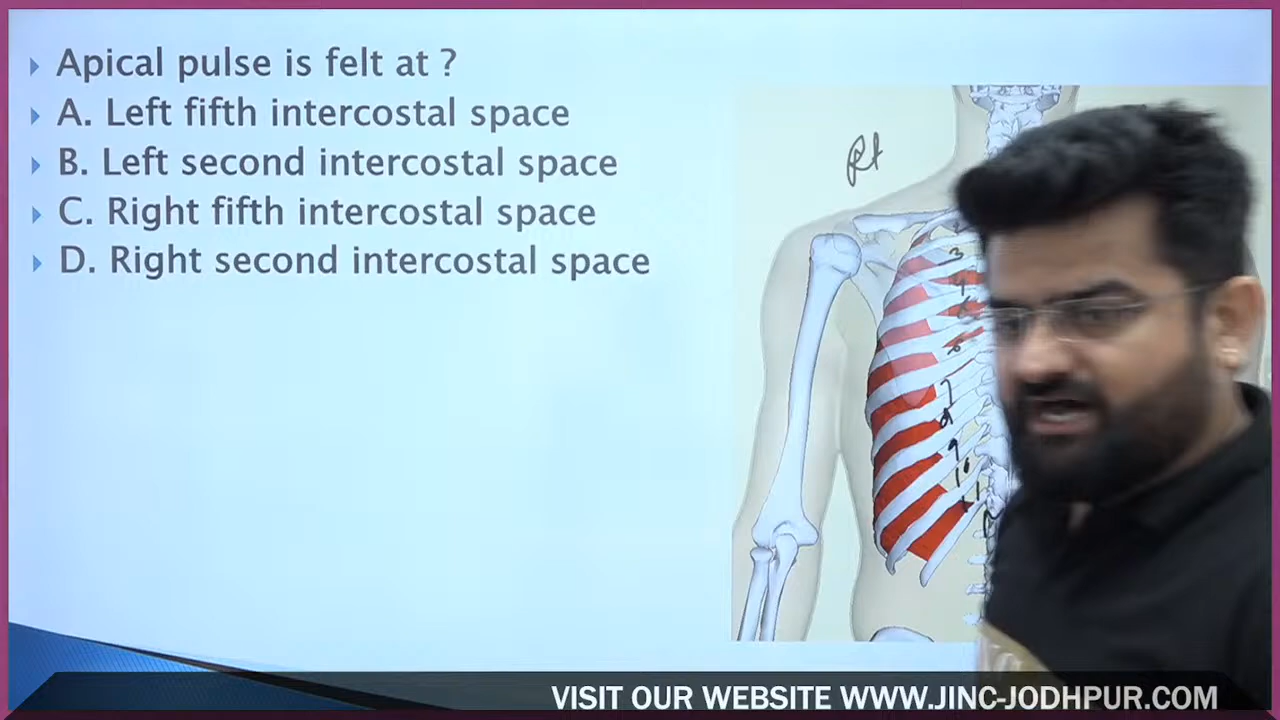 Apical pulse is felt at ?
A. Left fifth intercostal space
B. Left second intercostal space
C. Right fifth intercostal space
D. Right second intercostal space
Rt
VISIT OUR WEBSITE WWW.JINC-JODHPUR.COM